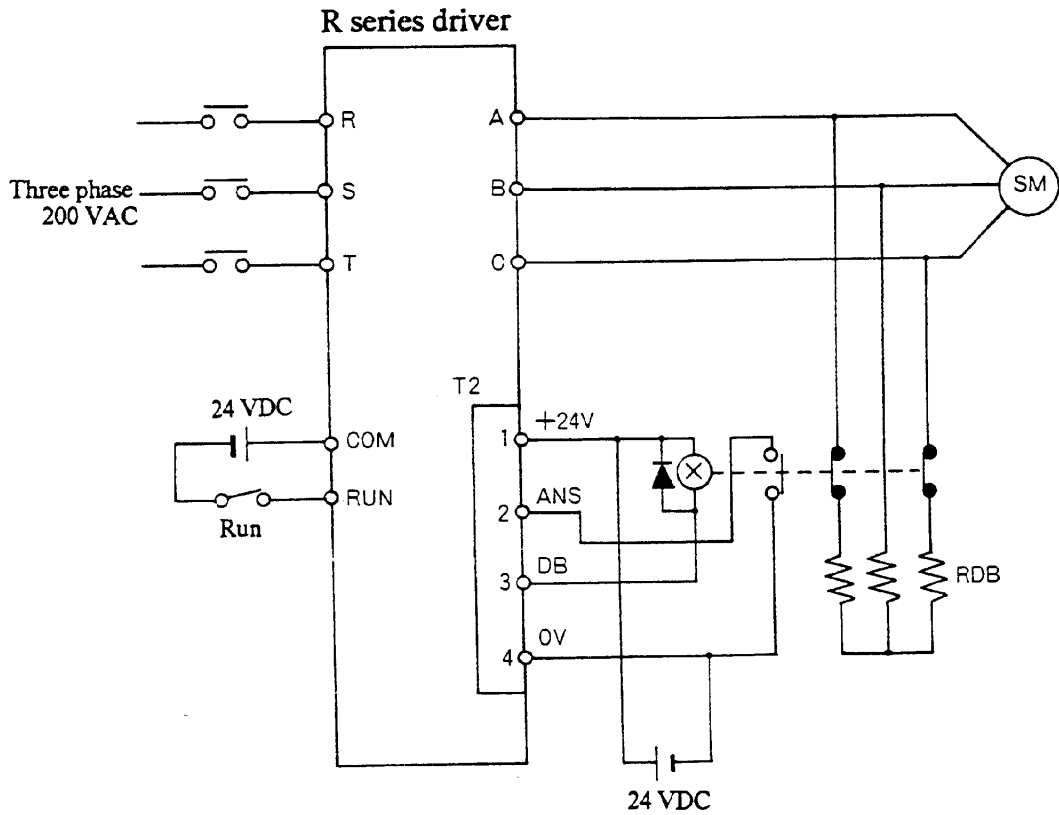 R series driver
R
A
Three phase
200 VAC
S
B
SM
T
C
T2
24 VDC
COM
1
+24V
RUN
Run
2
ANS
3
DB
RDB
4
0V
24 VDC